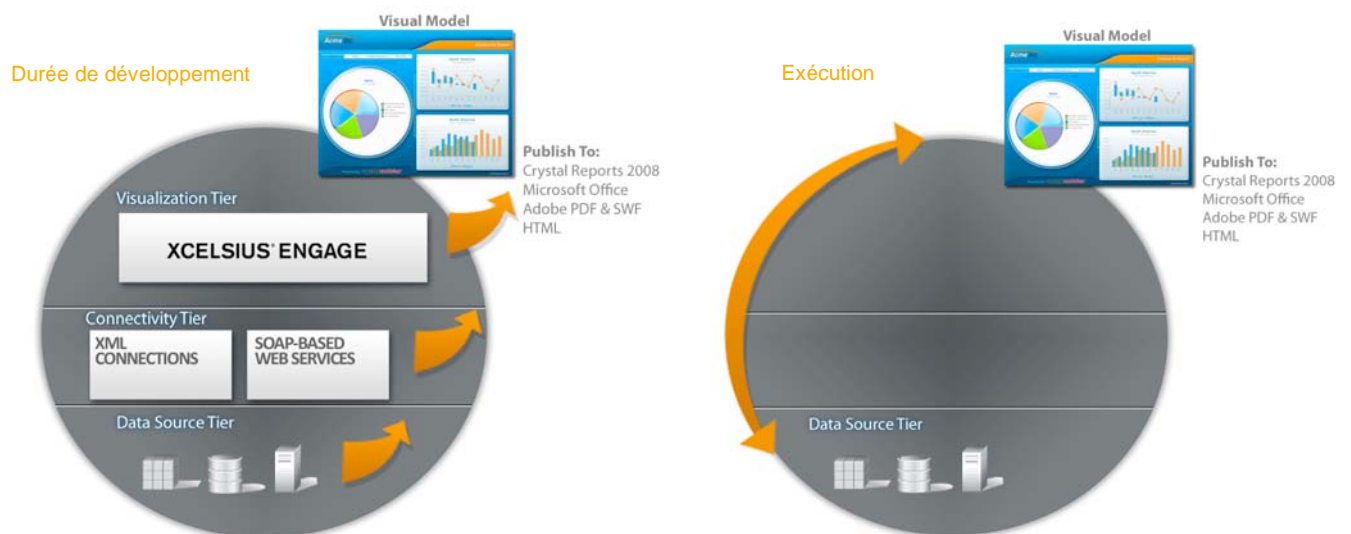 Visual Model
Acme
Durée de développement
Publish To:
Crystal Reports 2008
Microsoft Office
Adobe PDF & SWF
HTML
Visualization Tier
XCELSIUS® ENGAGE
Connectivity Tier
XML
CONNECTIONS
SOAP-BASED
WEB SERVICES
Data Source Tier
Visual Model
Acme
Exécution
Publish To:
Crystal Reports 2008
Microsoft Office
Adobe PDF & SWF
HTML
Data Source Tier